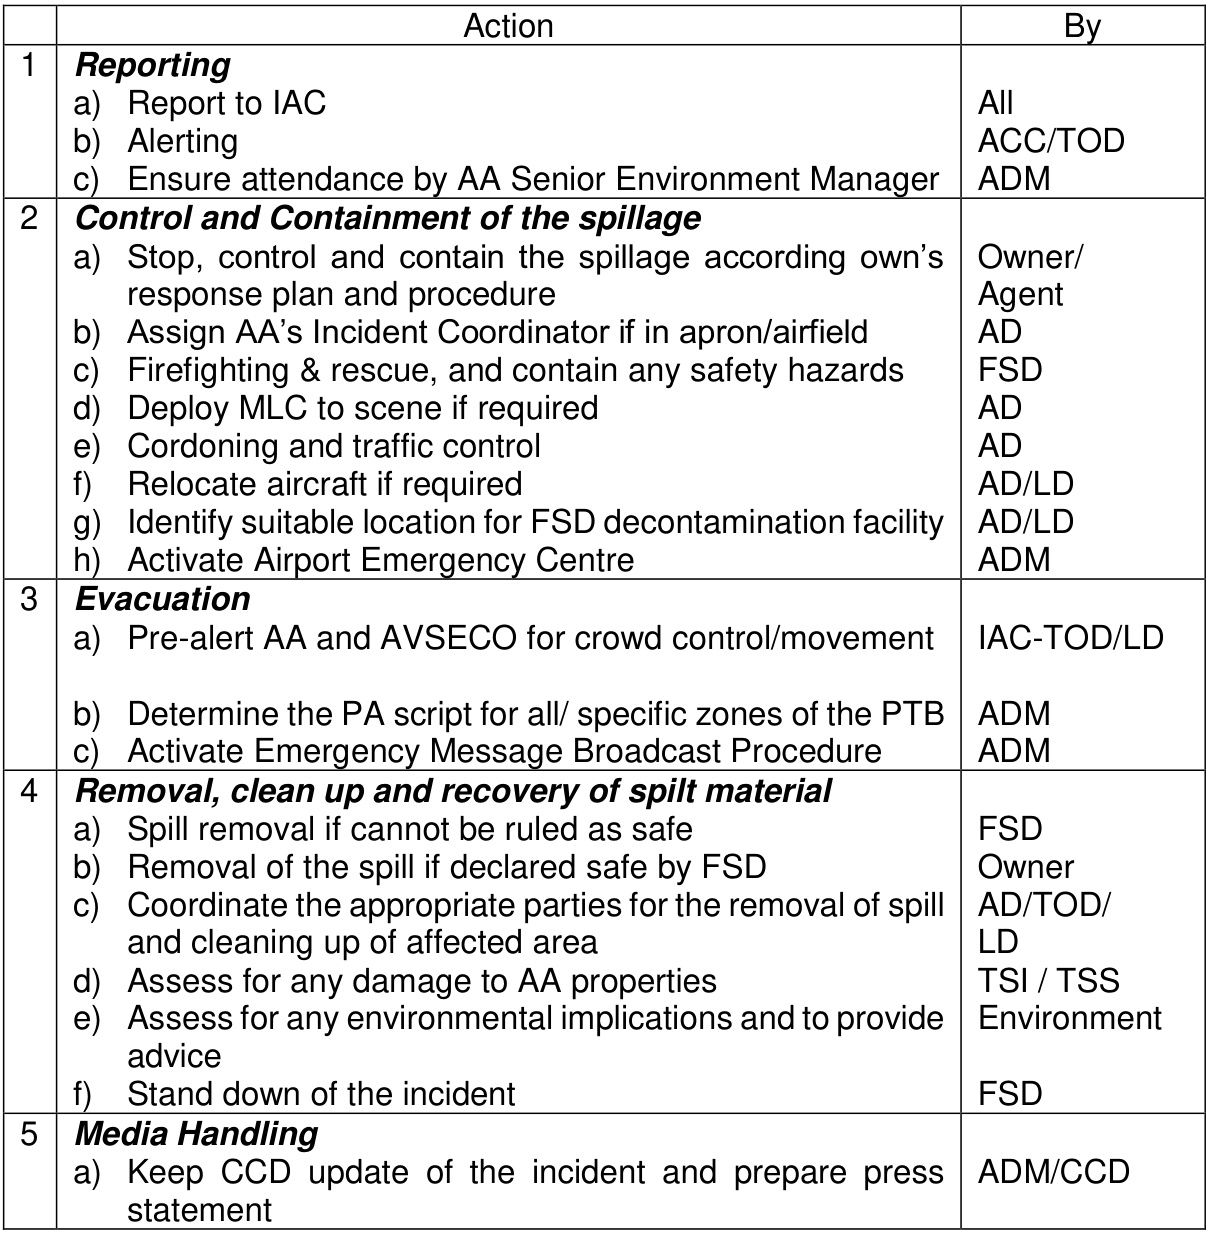 Action By
1 Reporting
a) Report to IAC All
b) Alerting ACC/TOD
c) Ensure attendance by AA Senior Environment Manager ADM
2 Control and Containment of the spillage
a) Stop, control and contain the spillage according own’s Owner/
response plan and procedure Agent
b) Assign AA’s Incident Coordinator if in apron/airfield AD
c) Firefighting & rescue, and contain any safety hazards FSD
d) Deploy MLC to scene if required AD
e) Cordoning and traffic control AD
f) Relocate aircraft if required AD/LD
g) Identify suitable location for FSD decontamination facility AD/LD
h) Activate Airport Emergency Centre ADM
3 Evacuation
a) Pre-alert AA and AVSECO for crowd control/movement IAC-TOD/LD
b) Determine the PA script for all/ specific zones of the PTB ADM
c) Activate Emergency Message Broadcast Procedure ADM
4 Removal, clean up and recovery of spilt material
a) Spill removal if cannot be ruled as safe FSD
b) Removal of the spill if declared safe by FSD Owner
c) Coordinate the appropriate parties for the removal of spill AD/TOD/
and cleaning up of affected area LD
d) Assess for any damage to AA properties TSI / TSS
e) Assess for any environmental implications and to provide Environment
advice
f) Stand down of the incident FSD
5 Media Handling
a) Keep CCD update of the incident and prepare press ADM/CCD
statement